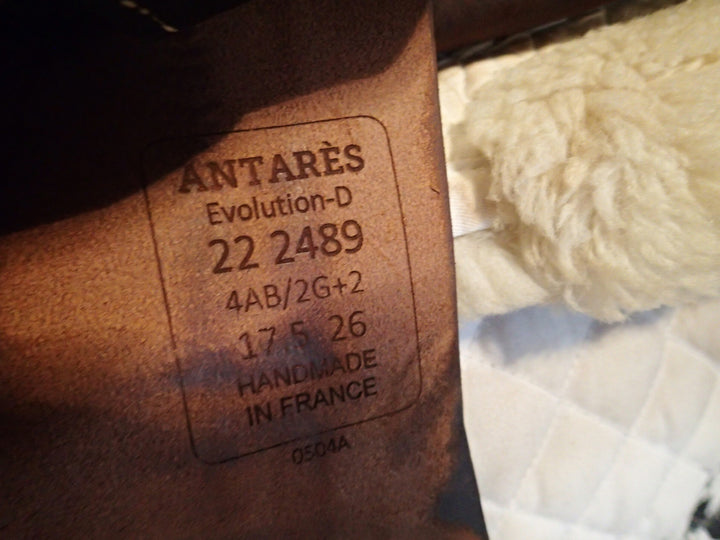 ANTARÈS
Evolution-D
22 2489
4AB/2G+2
17.5 26
HANDMADE
IN FRANCE
0504A